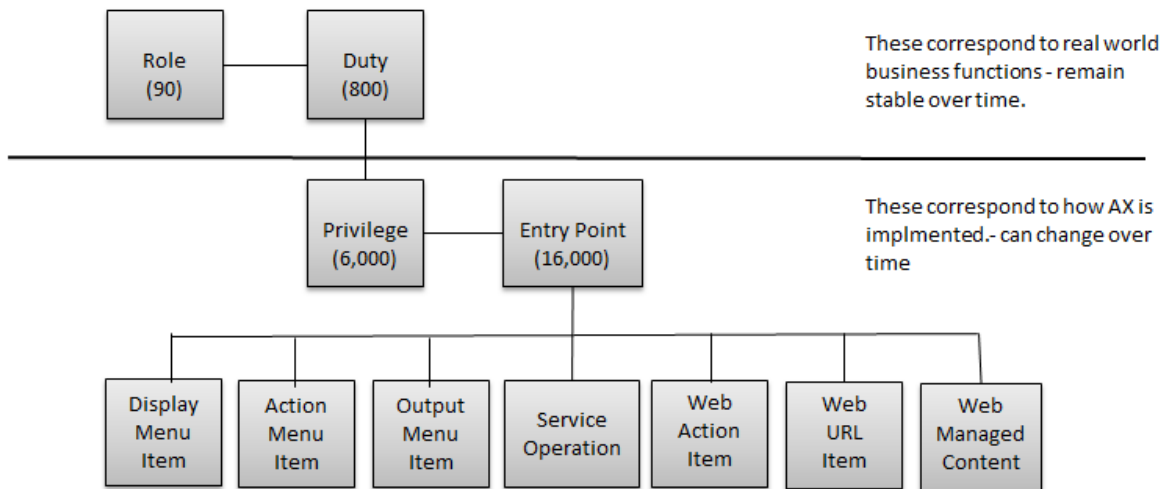 Role
(90)
Duty
(800)
These correspond to real world
business functions - remain
stable over time.
Privilege
(6,000)
Entry Point
(16,000)
These correspond to how AX is
implmented.- can change over
time
Display
Menu
Item
Action
Menu
Item
Output
Menu
Item
Service
Operation
Web
Action
Item
Web
URL
Item
Web
Managed
Content